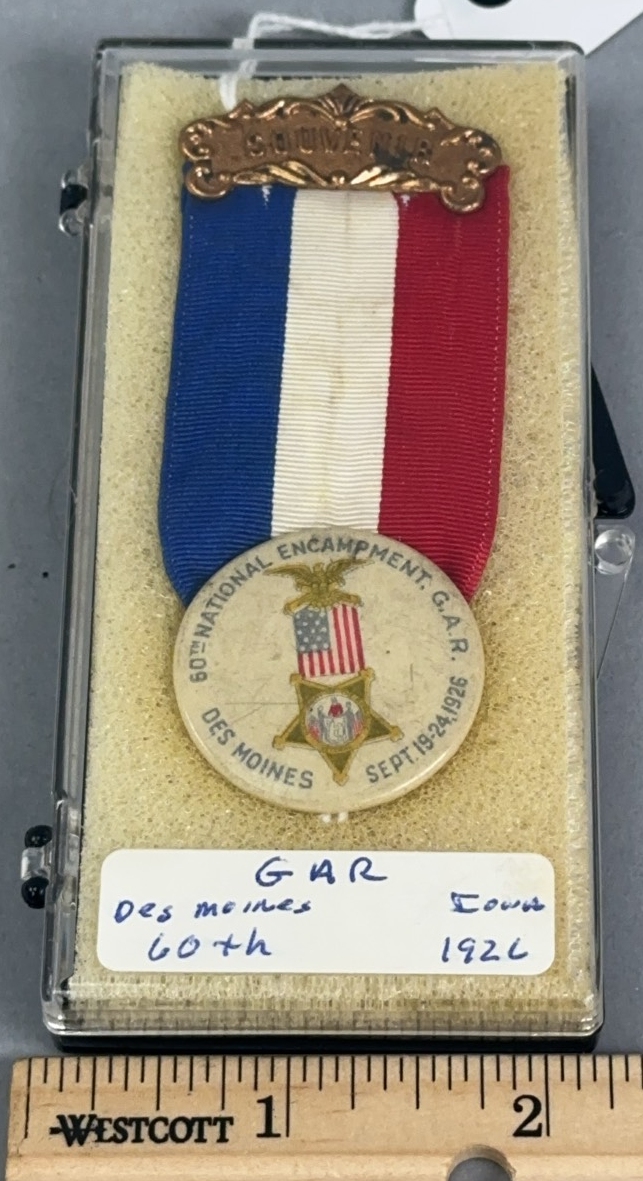 SOUVENIR
60TH NATIONAL ENCAMPMENT, G.A.R.
DES MOINES SEPT. 19-24, 1926
GAR
Des moines Iowa
60th 1926
WESTCOTT 1 2